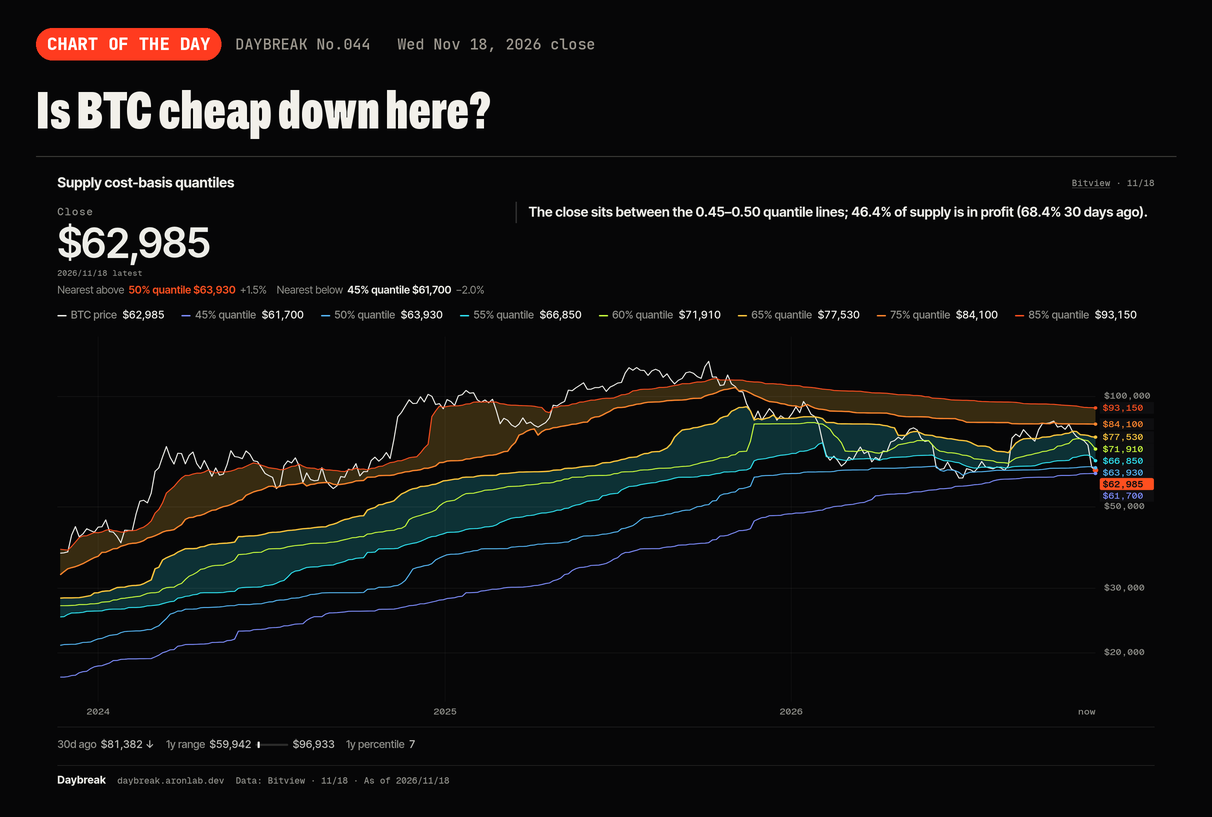 CHART OF THE DAY DAYBREAK No.044 Wed Nov 18, 2026 close
Is BTC cheap down here?
Supply cost-basis quantiles
Bitview · 11/18
Close
The close sits between the 0.45–0.50 quantile lines; 46.4% of supply is in profit (68.4% 30 days ago).
$62,985
2026/11/18 latest
Nearest above 50% quantile $63,930 +1.5% Nearest below 45% quantile $61,700 −2.0%
BTC price $62,985 45% quantile $61,700 50% quantile $63,930 55% quantile $66,850 60% quantile $71,910 65% quantile $77,530 75% quantile $84,100 85% quantile $93,150
$100,000
$93,150
$84,100
$77,530
$71,910
$66,850
$63,930
$62,985
$61,700
$50,000
$30,000
$20,000
2024 2025 2026 now
30d ago $81,382 ↓ 1y range $59,942 $96,933 1y percentile 7
Daybreak daybreak.aronlab.dev Data: Bitview · 11/18 · As of 2026/11/18